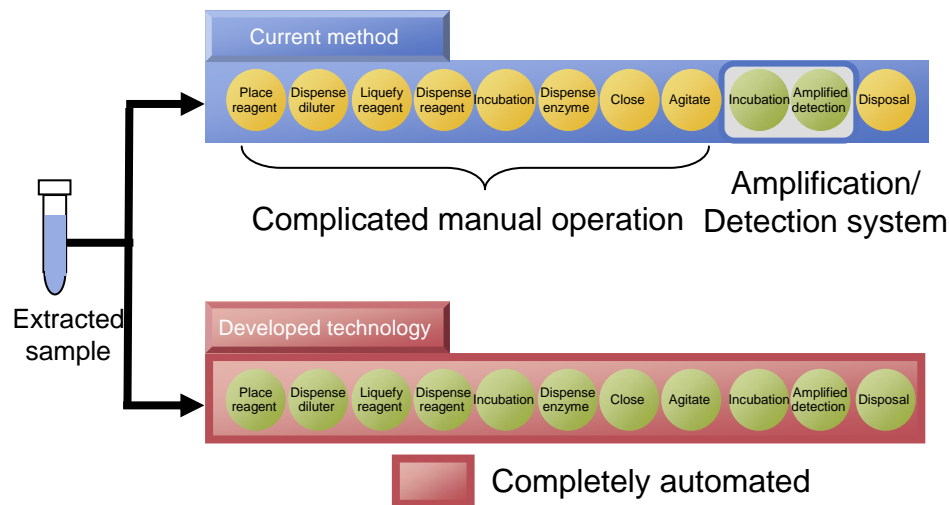 Current method
Place reagent
Dispense diluter
Liquefy reagent
Dispense reagent
Incubation
Dispense enzyme
Close
Agitate
Incubation
Amplified detection
Disposal
Complicated manual operation
Amplification/
Detection system
Extracted
sample
Developed technology
Place reagent
Dispense diluter
Liquefy reagent
Dispense reagent
Incubation
Dispense enzyme
Close
Agitate
Incubation
Amplified detection
Disposal
Completely automated